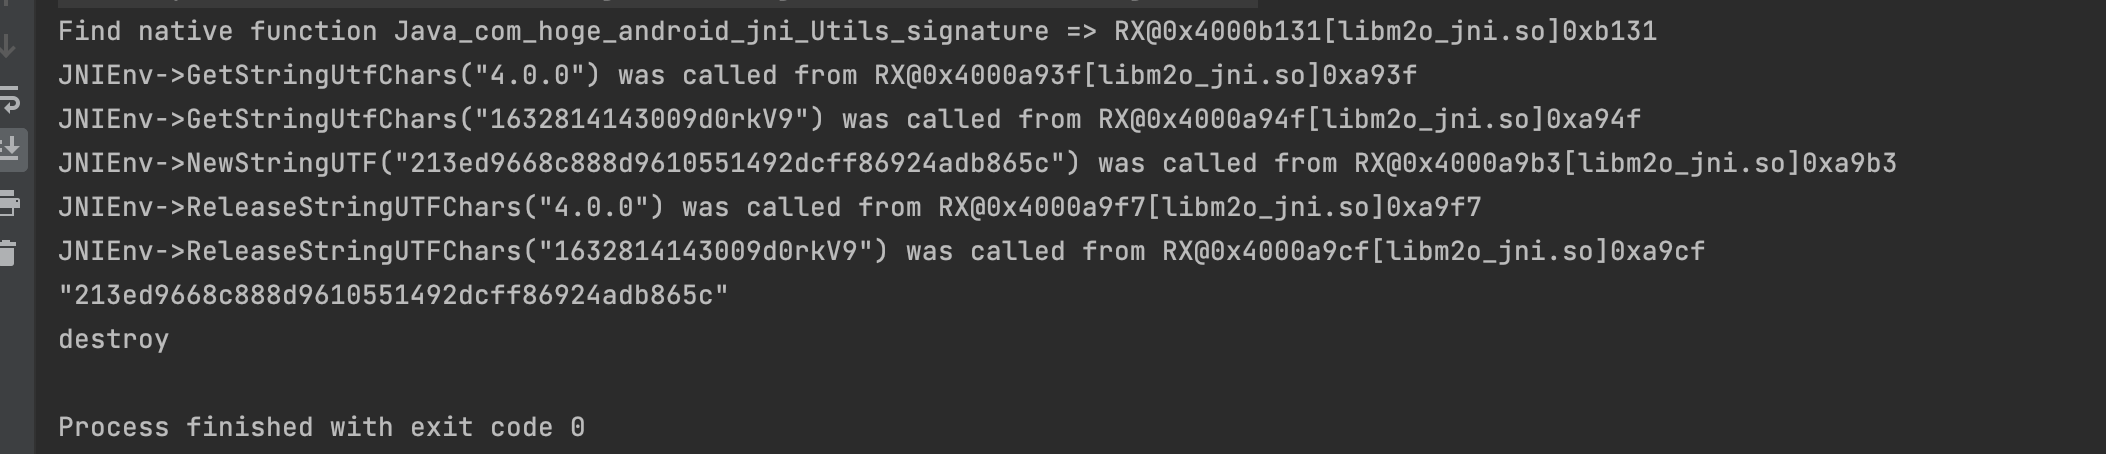 Find native function Java_com_hoge_android_jni_Utils_signature => RX@0x4000b131[libm2o_jni.so]0xb131
JNIEnv->GetStringUtfChars("4.0.0") was called from RX@0x4000a93f[libm2o_jni.so]0xa93f
JNIEnv->GetStringUtfChars("1632814143009d0rkV9") was called from RX@0x4000a94f[libm2o_jni.so]0xa94f
JNIEnv->NewStringUTF("213ed9668c888d9610551492dcff86924adb865c") was called from RX@0x4000a9b3[libm2o_jni.so]0xa9b3
JNIEnv->ReleaseStringUTFChars("4.0.0") was called from RX@0x4000a9f7[libm2o_jni.so]0xa9f7
JNIEnv->ReleaseStringUTFChars("1632814143009d0rkV9") was called from RX@0x4000a9cf[libm2o_jni.so]0xa9cf
"213ed9668c888d9610551492dcff86924adb865c"
destroy
Process finished with exit code 0